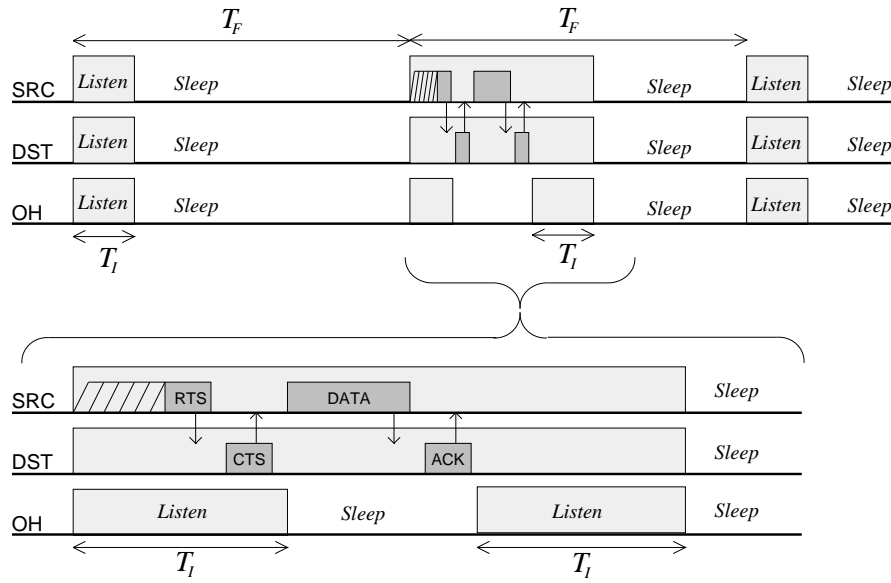 T_F T_F
SRC Listen Sleep Sleep Listen Sleep
DST Listen Sleep Sleep Listen Sleep
OH Listen Sleep Sleep Listen Sleep
T_I T_I
SRC RTS DATA Sleep
DST CTS ACK Sleep
OH Listen Sleep Listen Sleep
T_I T_I